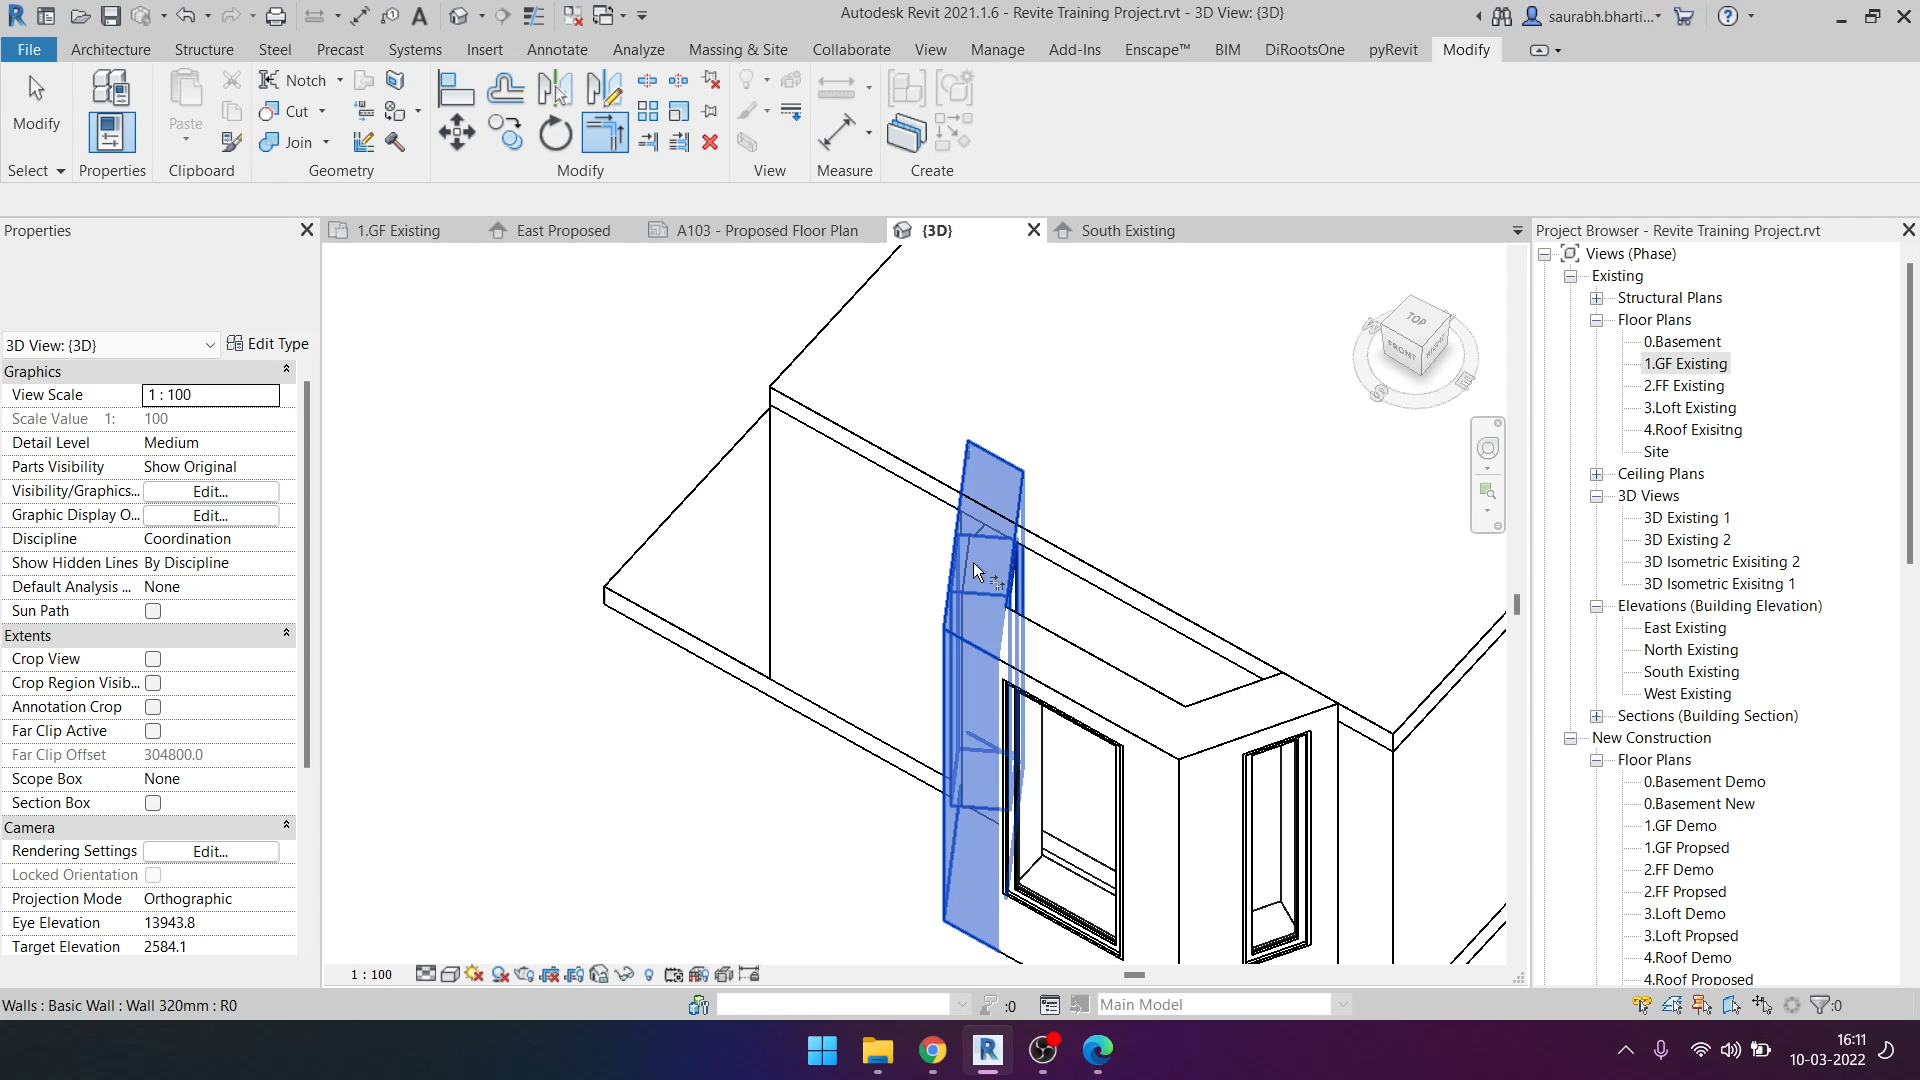 Autodesk Revit 2021.1.6 - Revite Training Project.rvt - 3D View: {3D}
saurabh.bharti...
File Architecture Structure Steel Precast Systems Insert Annotate Analyze Massing & Site Collaborate View Manage Add-Ins Enscape™ BIM DiRootsOne pyRevit Modify
Modify
Paste
Notch
Cut
Join
Select Properties Clipboard Geometry Modify View Measure Create
Properties
1.GF Existing
East Proposed
A103 - Proposed Floor Plan
{3D}
South Existing
Project Browser - Revite Training Project.rvt
3D View: {3D}
Edit Type
Graphics
View Scale 1 : 100
Scale Value 1: 100
Detail Level Medium
Parts Visibility Show Original
Visibility/Graphics... Edit...
Graphic Display O... Edit...
Discipline Coordination
Show Hidden Lines By Discipline
Default Analysis ... None
Sun Path
Extents
Crop View
Crop Region Visib...
Annotation Crop
Far Clip Active
Far Clip Offset 304800.0
Scope Box None
Section Box
Camera
Rendering Settings Edit...
Locked Orientation
Projection Mode Orthographic
Eye Elevation 13943.8
Target Elevation 2584.1
TOP
FRONT
RIGHT
W
S
E
Views (Phase)
Existing
Structural Plans
Floor Plans
0.Basement
1.GF Existing
2.FF Existing
3.Loft Existing
4.Roof Exisitng
Site
Ceiling Plans
3D Views
3D Existing 1
3D Existing 2
3D Isometric Exisiting 2
3D Isometric Exisitng 1
Elevations (Building Elevation)
East Existing
North Existing
South Existing
West Existing
Sections (Building Section)
New Construction
Floor Plans
0.Basement Demo
0.Basement New
1.GF Demo
1.GF Propsed
2.FF Demo
2.FF Propsed
3.Loft Demo
3.Loft Propsed
4.Roof Demo
4.Roof Proposed
1 : 100
Walls : Basic Wall : Wall 320mm : R0
:0
Main Model
:0
16:11
10-03-2022